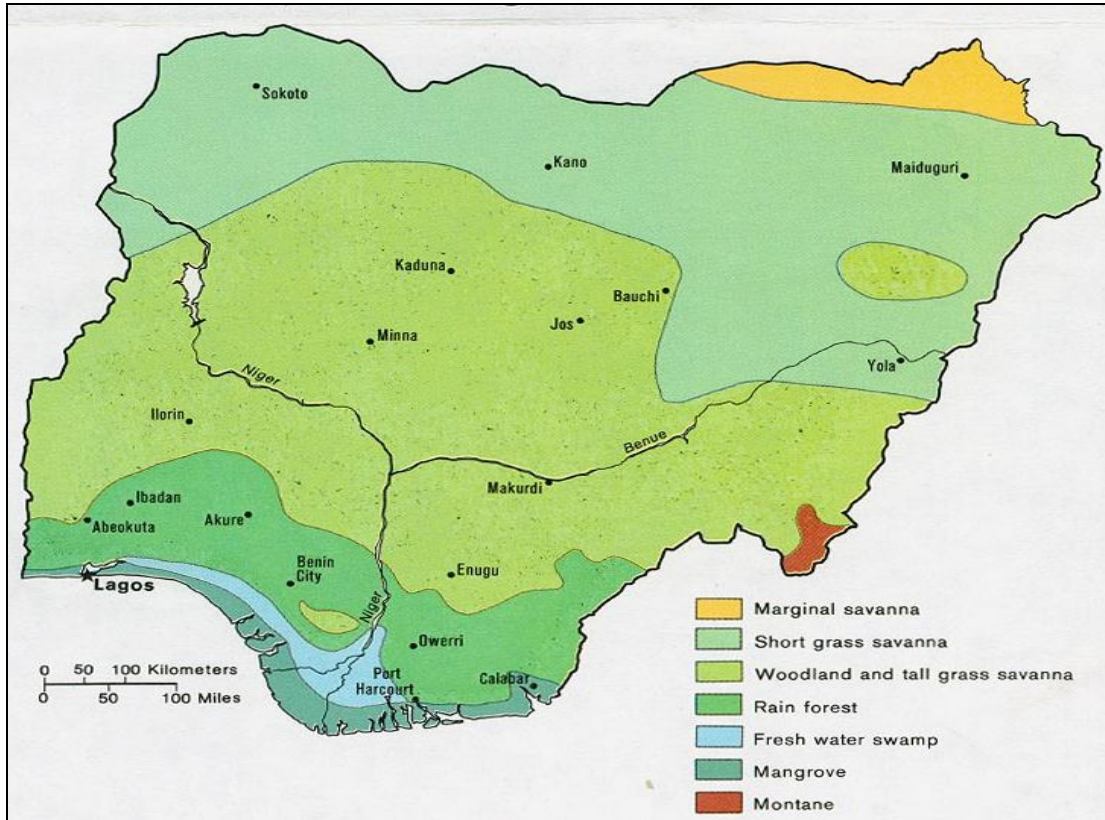 Sokoto
Kano
Maiduguri
Kaduna
Bauchi
Jos
Minna
Yola
Niger
Ilorin
Benue
Makurdi
Ibadan
Abeokuta
Akure
Enugu
Benin
City
Lagos
Niger
Owerri
Port
Harcourt
Calabar
0 50 100 Kilometers
0 50 100 Miles
Marginal savanna
Short grass savanna
Woodland and tall grass savanna
Rain forest
Fresh water swamp
Mangrove
Montane